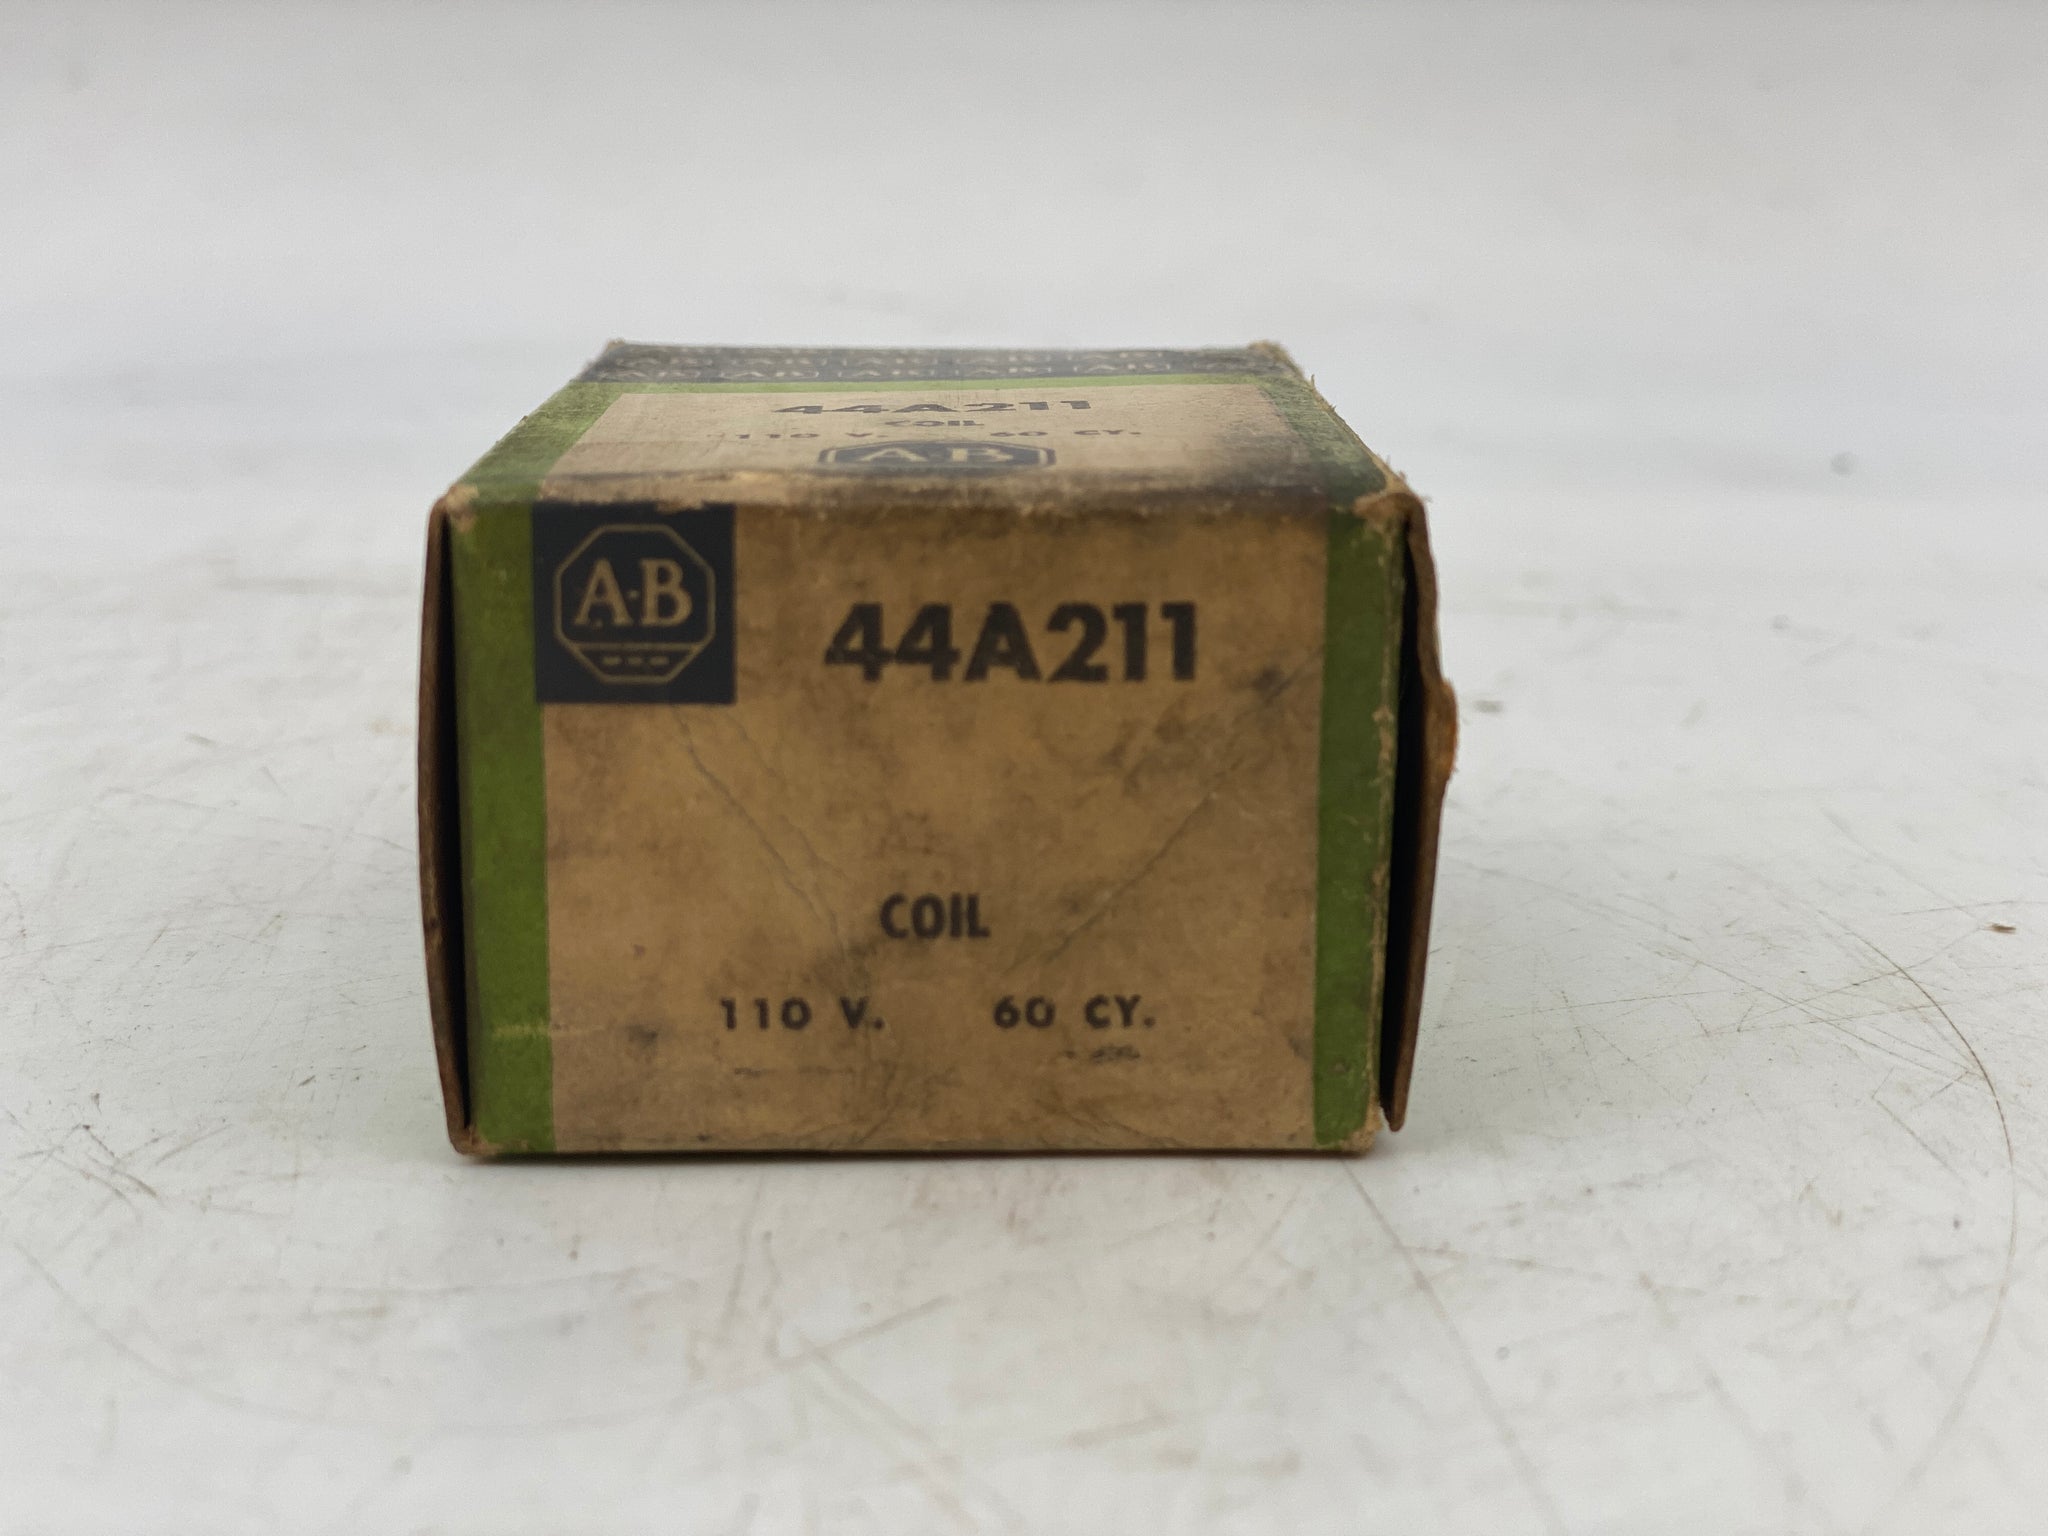 44A211
COIL
110 V. 60 CY.
A-B
A-B
44A211
COIL
110 V. 60 CY.